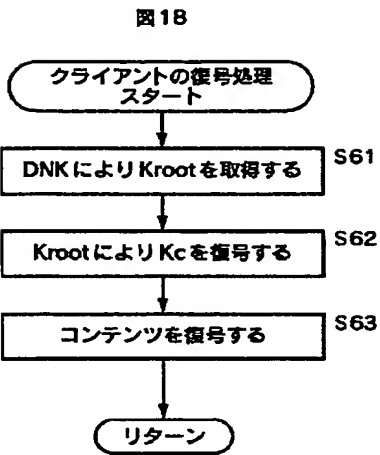 図18
クライアントの復号処理
スタート
DNKによりKrootを取得する
S61
KrootによりKcを復号する
S62
コンテンツを復号する
S63
リターン